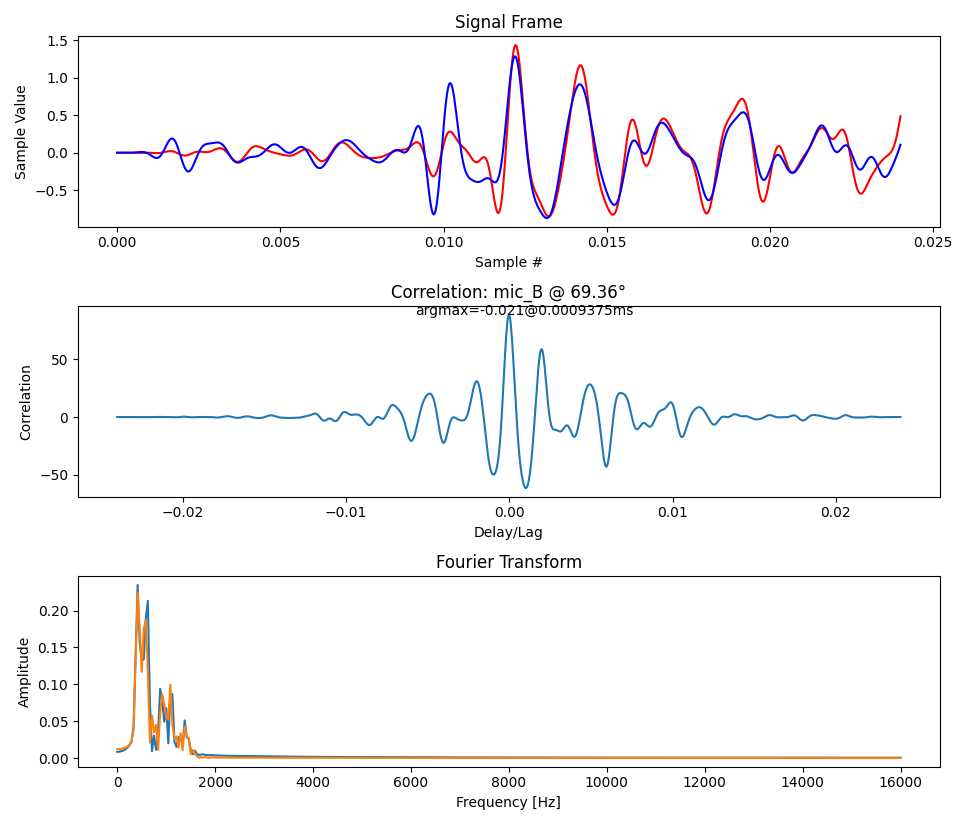 Signal Frame
1.5
1.0
0.5
0.0
−0.5
Sample Value
0.000 0.005 0.010 0.015 0.020 0.025
Sample #
Correlation: mic_B @ 69.36°
argmax=-0.021@0.0009375ms
50
0
−50
Correlation
−0.02 −0.01 0.00 0.01 0.02
Delay/Lag
Fourier Transform
0.20
0.15
0.10
0.05
0.00
Amplitude
0 2000 4000 6000 8000 10000 12000 14000 16000
Frequency [Hz]